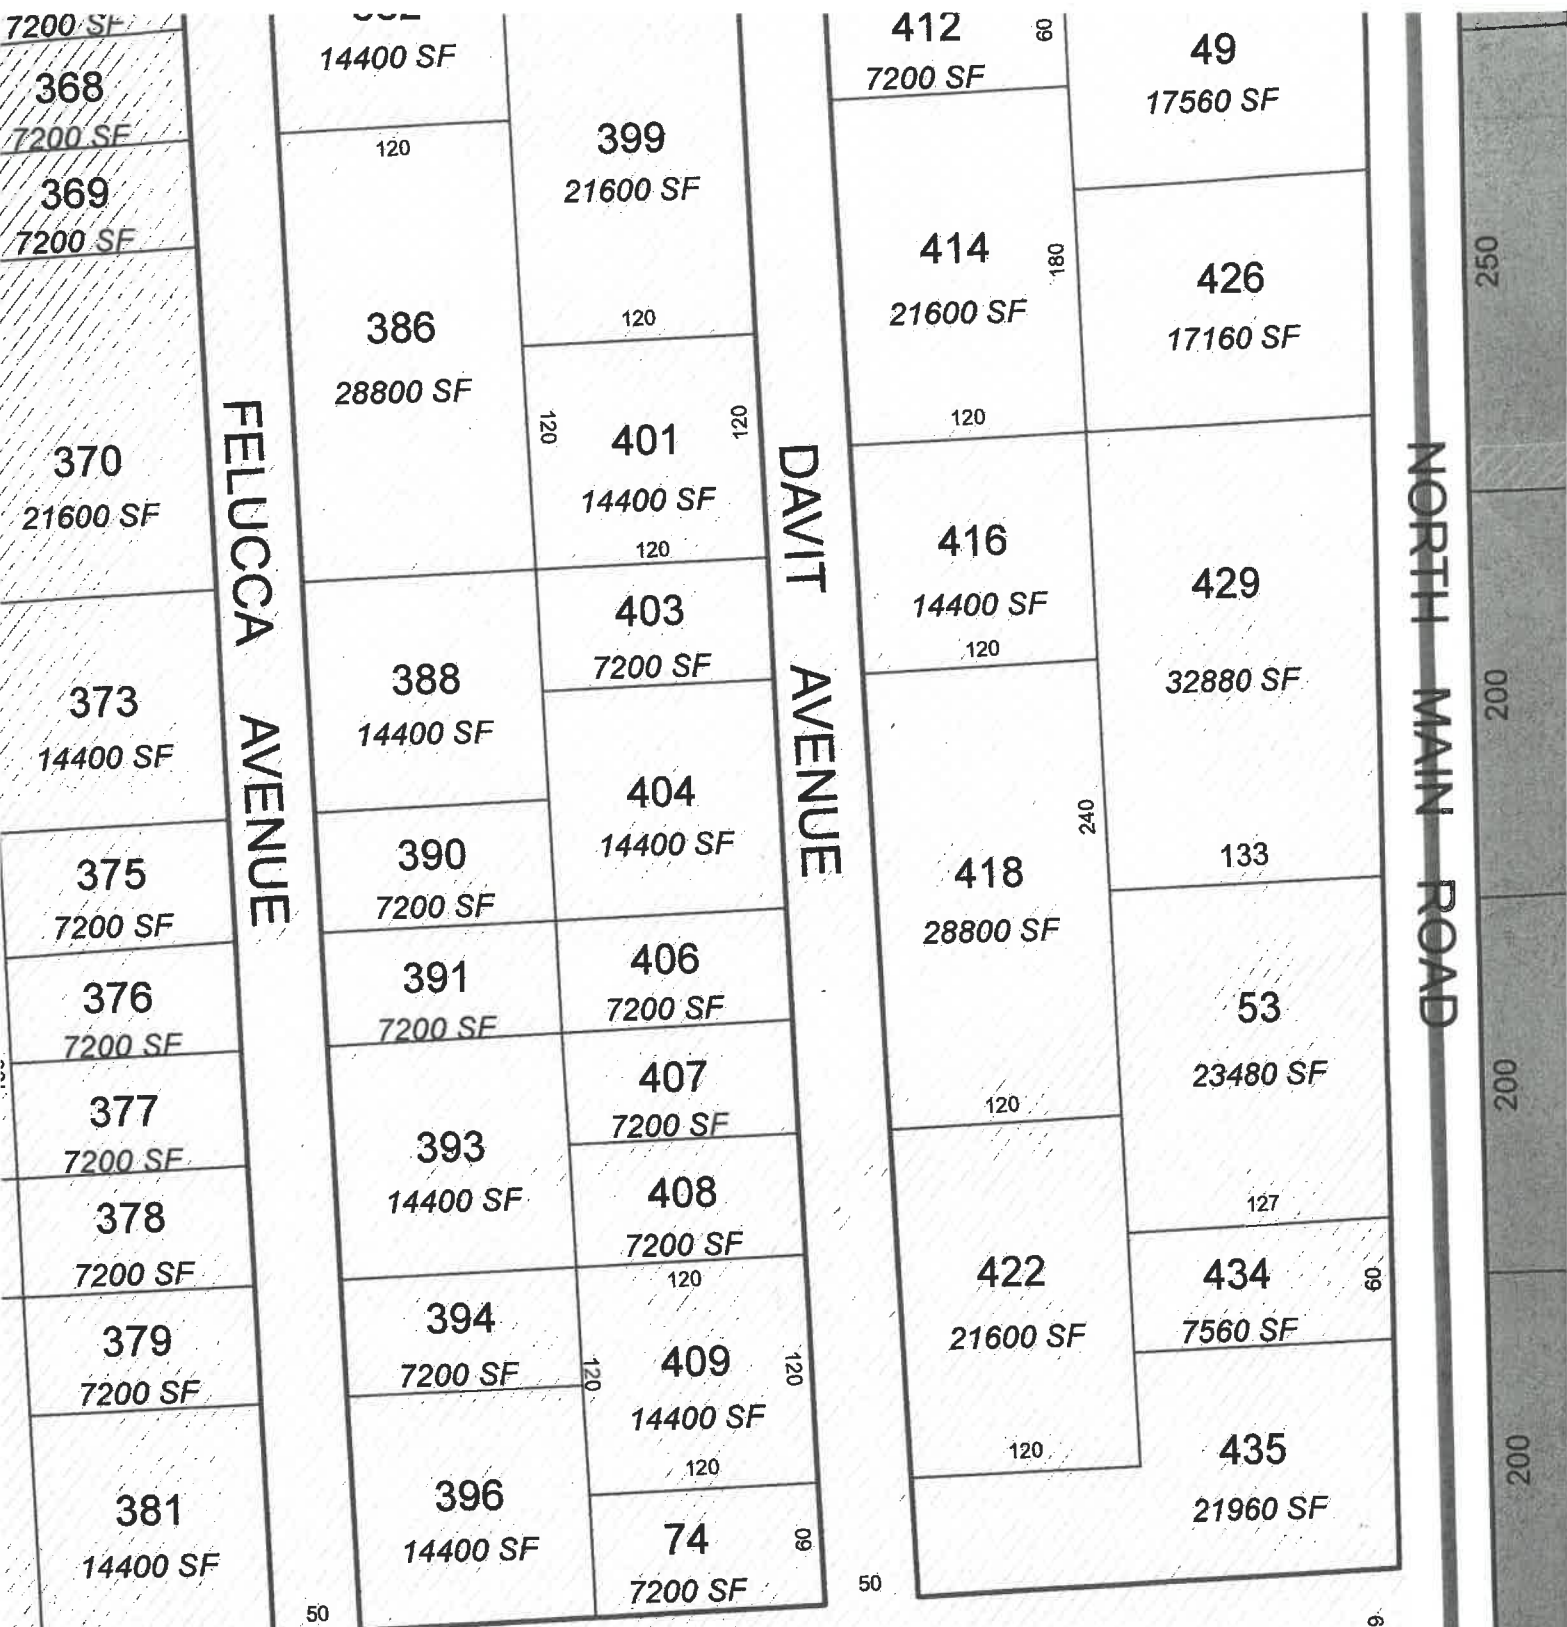 7200 SF
368
7200 SF
369
7200 SF
370
21600 SF
373
14400 SF
375
7200 SF
376
7200 SF
377
7200 SF
378
7200 SF
379
7200 SF
381
14400 SF
FELUCCA AVENUE
50
14400 SF
120
386
28800 SF
388
14400 SF
390
7200 SF
391
7200 SF
393
14400 SF
394
7200 SF
396
14400 SF
399
21600 SF
120
120
401
120
14400 SF
120
403
7200 SF
404
14400 SF
406
7200 SF
407
7200 SF
408
7200 SF
120
120
409
120
14400 SF
120
74
60
7200 SF
DAVIT AVENUE
50
412
60
7200 SF
414
180
21600 SF
120
416
14400 SF
120
240
418
28800 SF
120
422
21600 SF
120
49
17560 SF
426
17160 SF
429
32880 SF
133
53
23480 SF
127
434
60
7560 SF
435
21960 SF
NORTH MAIN ROAD
250
200
200
200